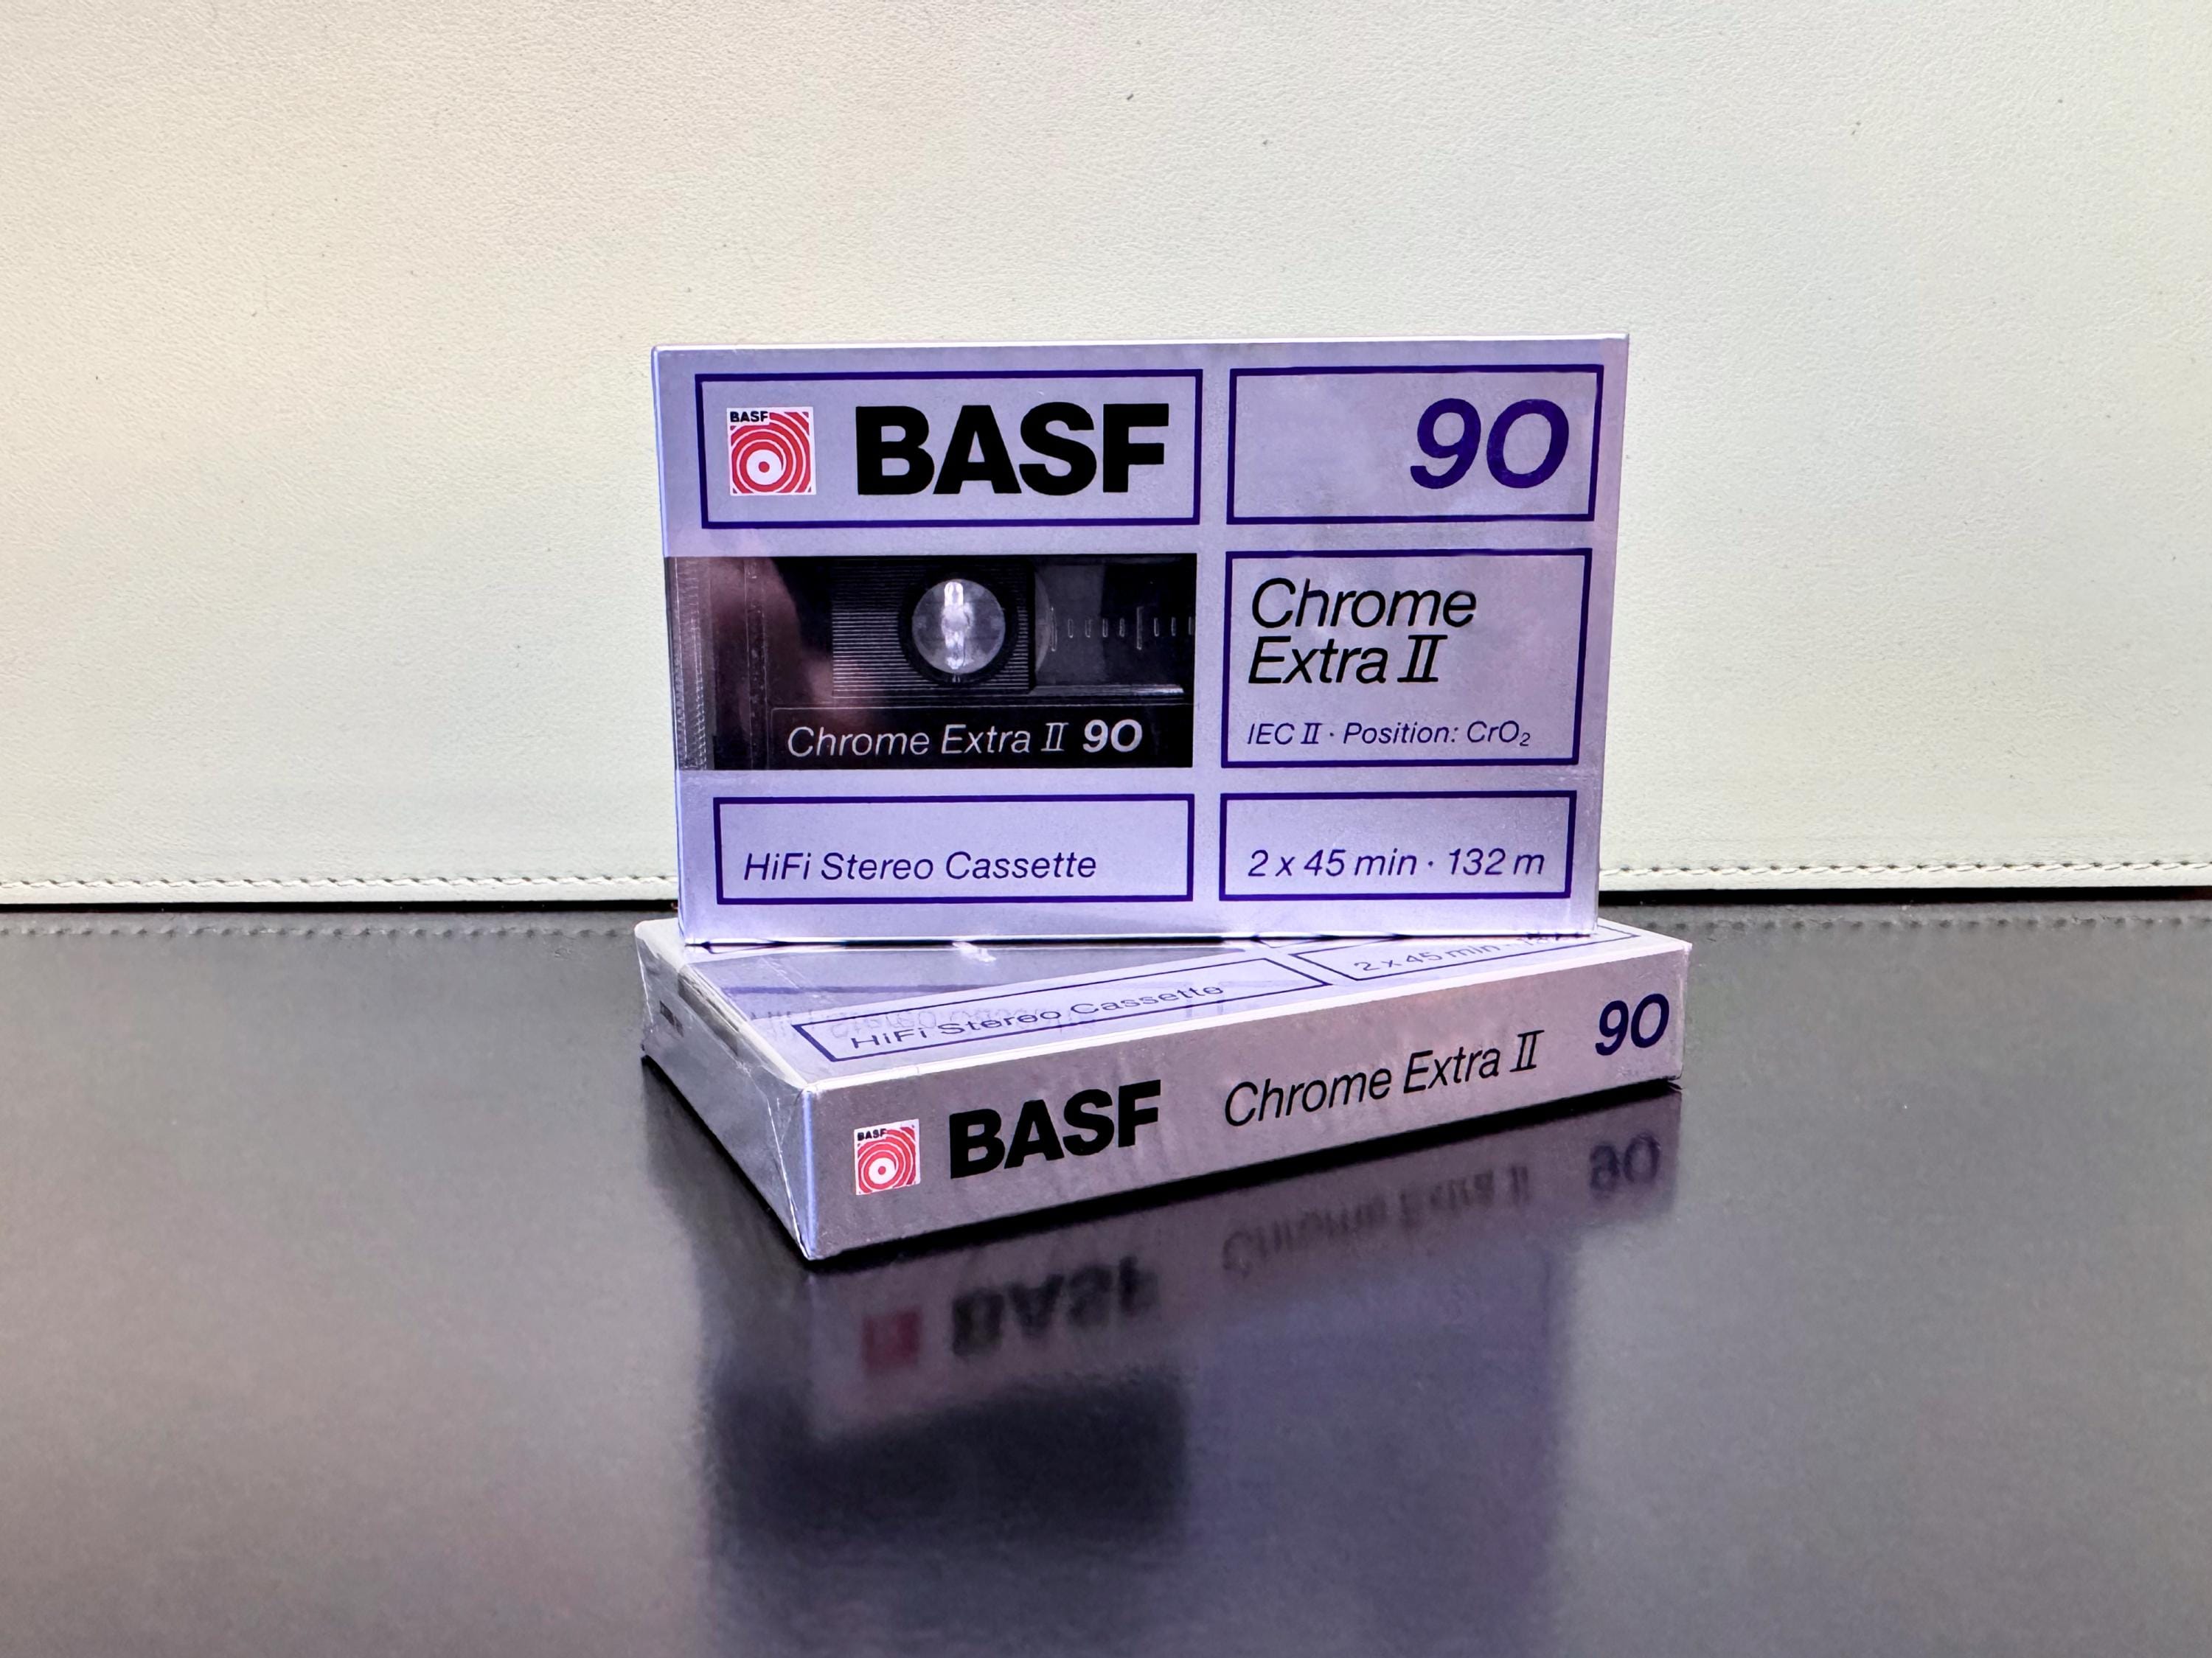 BASF
BASF
90
Chrome
Extra II
IEC II · Position: CrO₂
Chrome Extra II 90
HiFi Stereo Cassette
2 x 45 min · 132 m
HiFi Stereo Cassette
2 x 45 min ·
BASF
BASF
Chrome Extra II
90